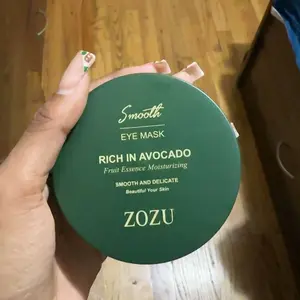 Smooth
EYE MASK
RICH IN AVOCADO
Fruit Essence Moisturizing
SMOOTH AND DELICATE
Beautiful Your Skin
ZOZU